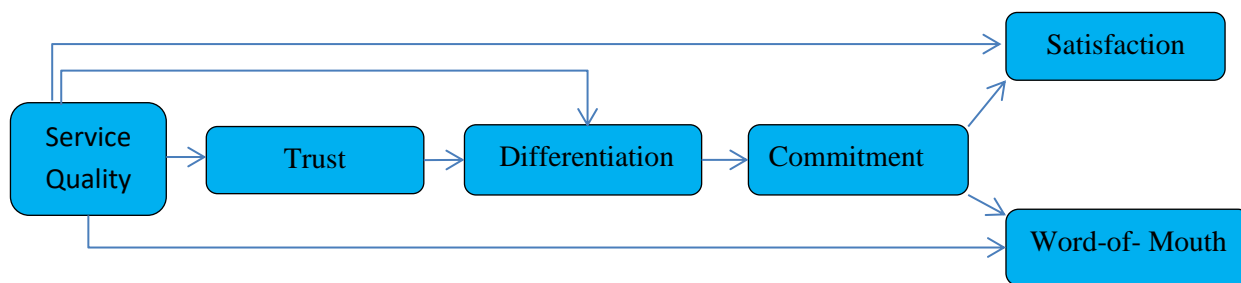 Satisfaction
Service
Quality
Trust
Differentiation
Commitment
Word-of- Mouth